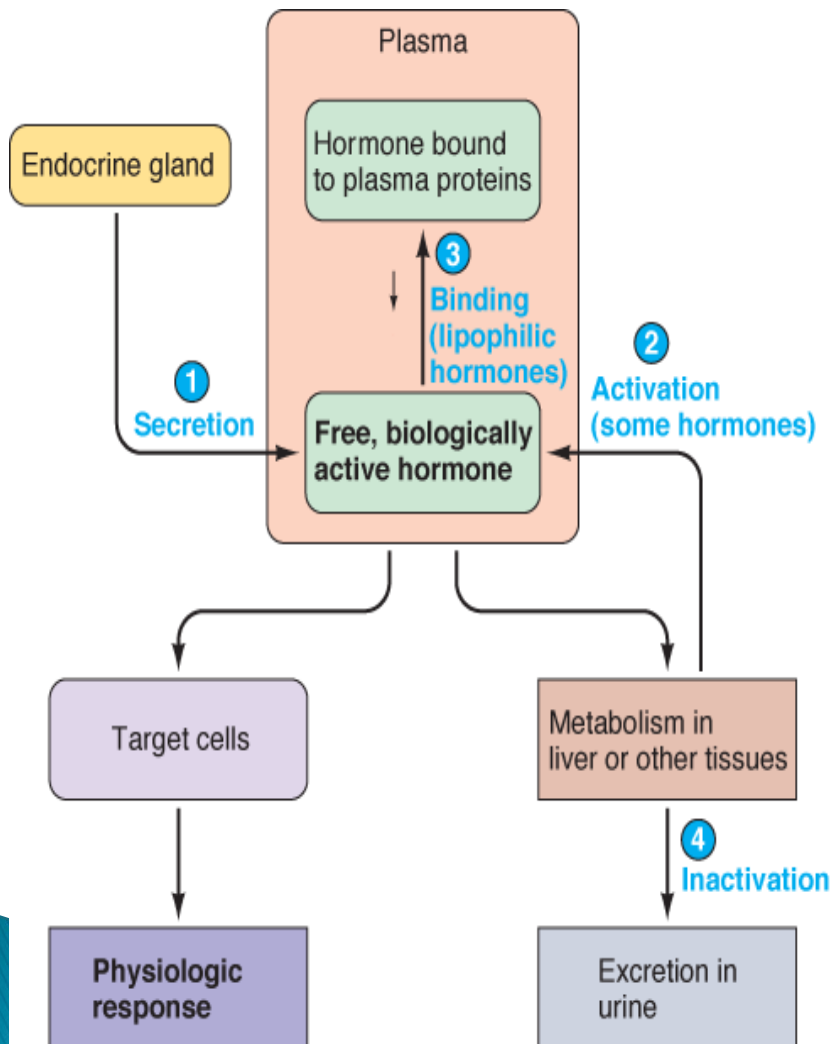 Plasma
Endocrine gland
Hormone bound
to plasma proteins
3
Binding
(lipophilic
hormones)
1
Secretion
2
Activation
(some hormones)
Free, biologically
active hormone
Target cells
Metabolism in
liver or other tissues
4
Inactivation
Physiologic
response
Excretion in
urine